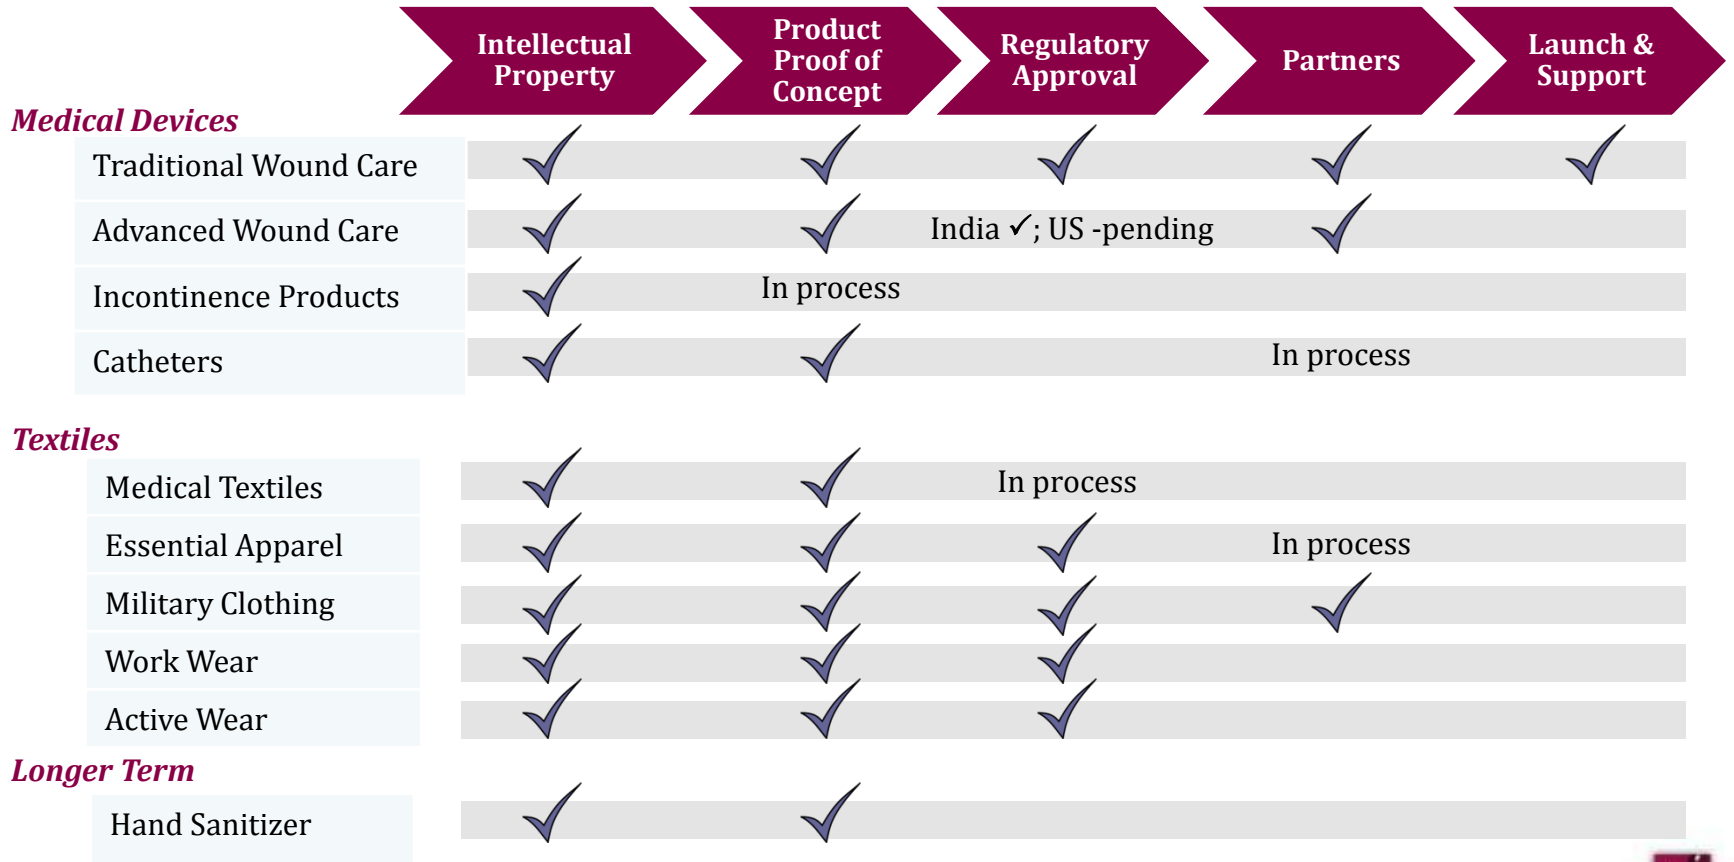 Intellectual
Property
Product
Proof of
Concept
Regulatory
Approval
Partners
Launch &
Support
Medical Devices
Traditional Wound Care
Advanced Wound Care
India ✓; US -pending
Incontinence Products
In process
Catheters
In process
Textiles
Medical Textiles
In process
Essential Apparel
In process
Military Clothing
Work Wear
Active Wear
Longer Term
Hand Sanitizer